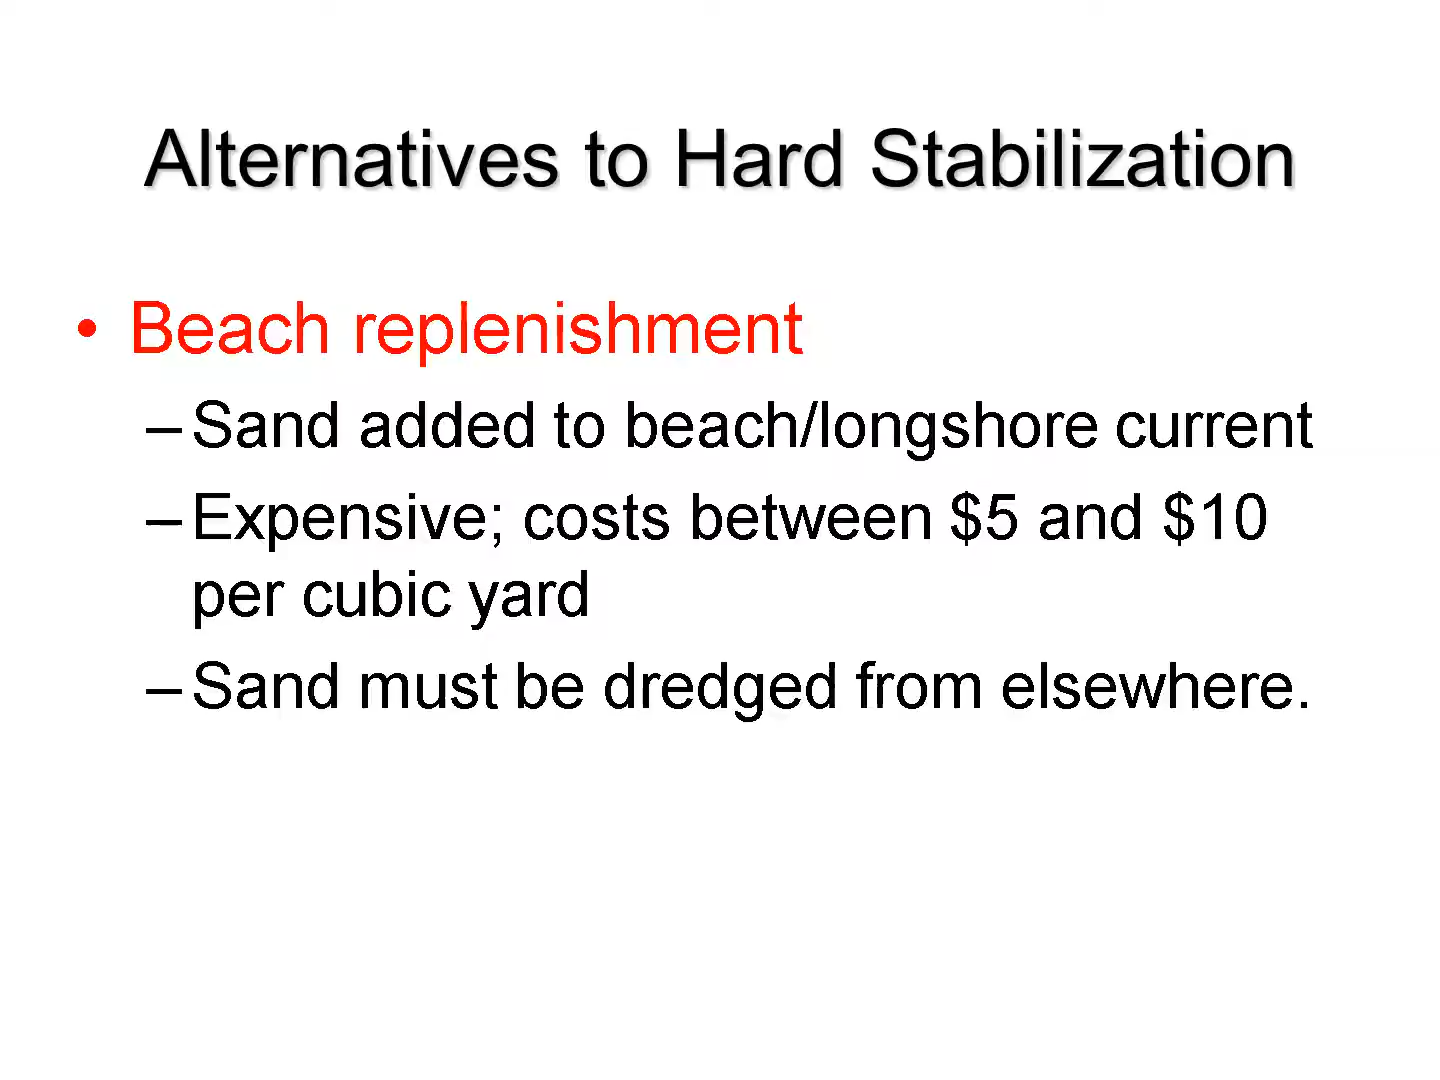 Alternatives to Hard Stabilization
• Beach replenishment
–Sand added to beach/longshore current
–Expensive; costs between $5 and $10
per cubic yard
–Sand must be dredged from elsewhere.